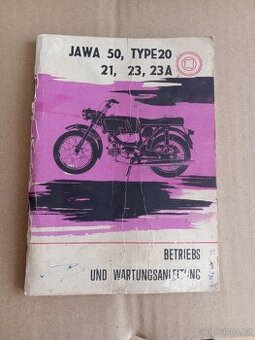 JAWA 50, TYPE20
21, 23, 23A
BETRIEBS
UND WARTUNGSANLEITUNG